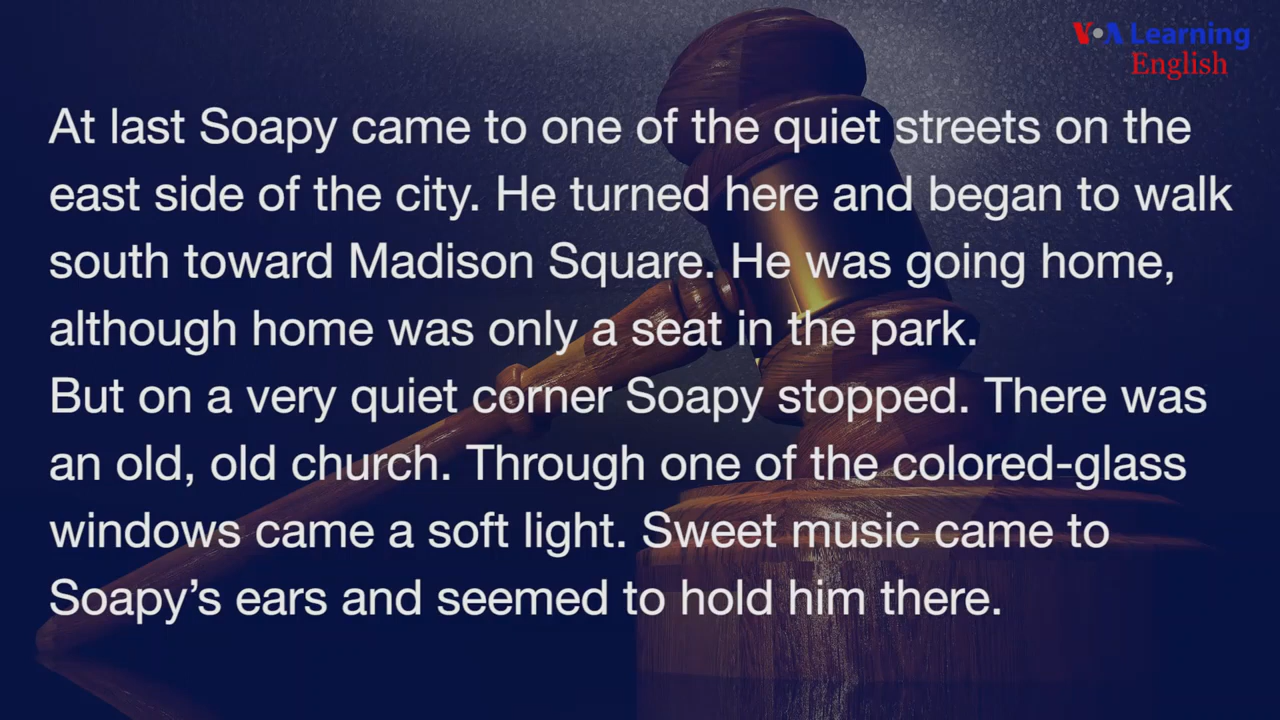 VOA Learning
English
At last Soapy came to one of the quiet streets on the
east side of the city. He turned here and began to walk
south toward Madison Square. He was going home,
although home was only a seat in the park.
But on a very quiet corner Soapy stopped. There was
an old, old church. Through one of the colored-glass
windows came a soft light. Sweet music came to
Soapy’s ears and seemed to hold him there.